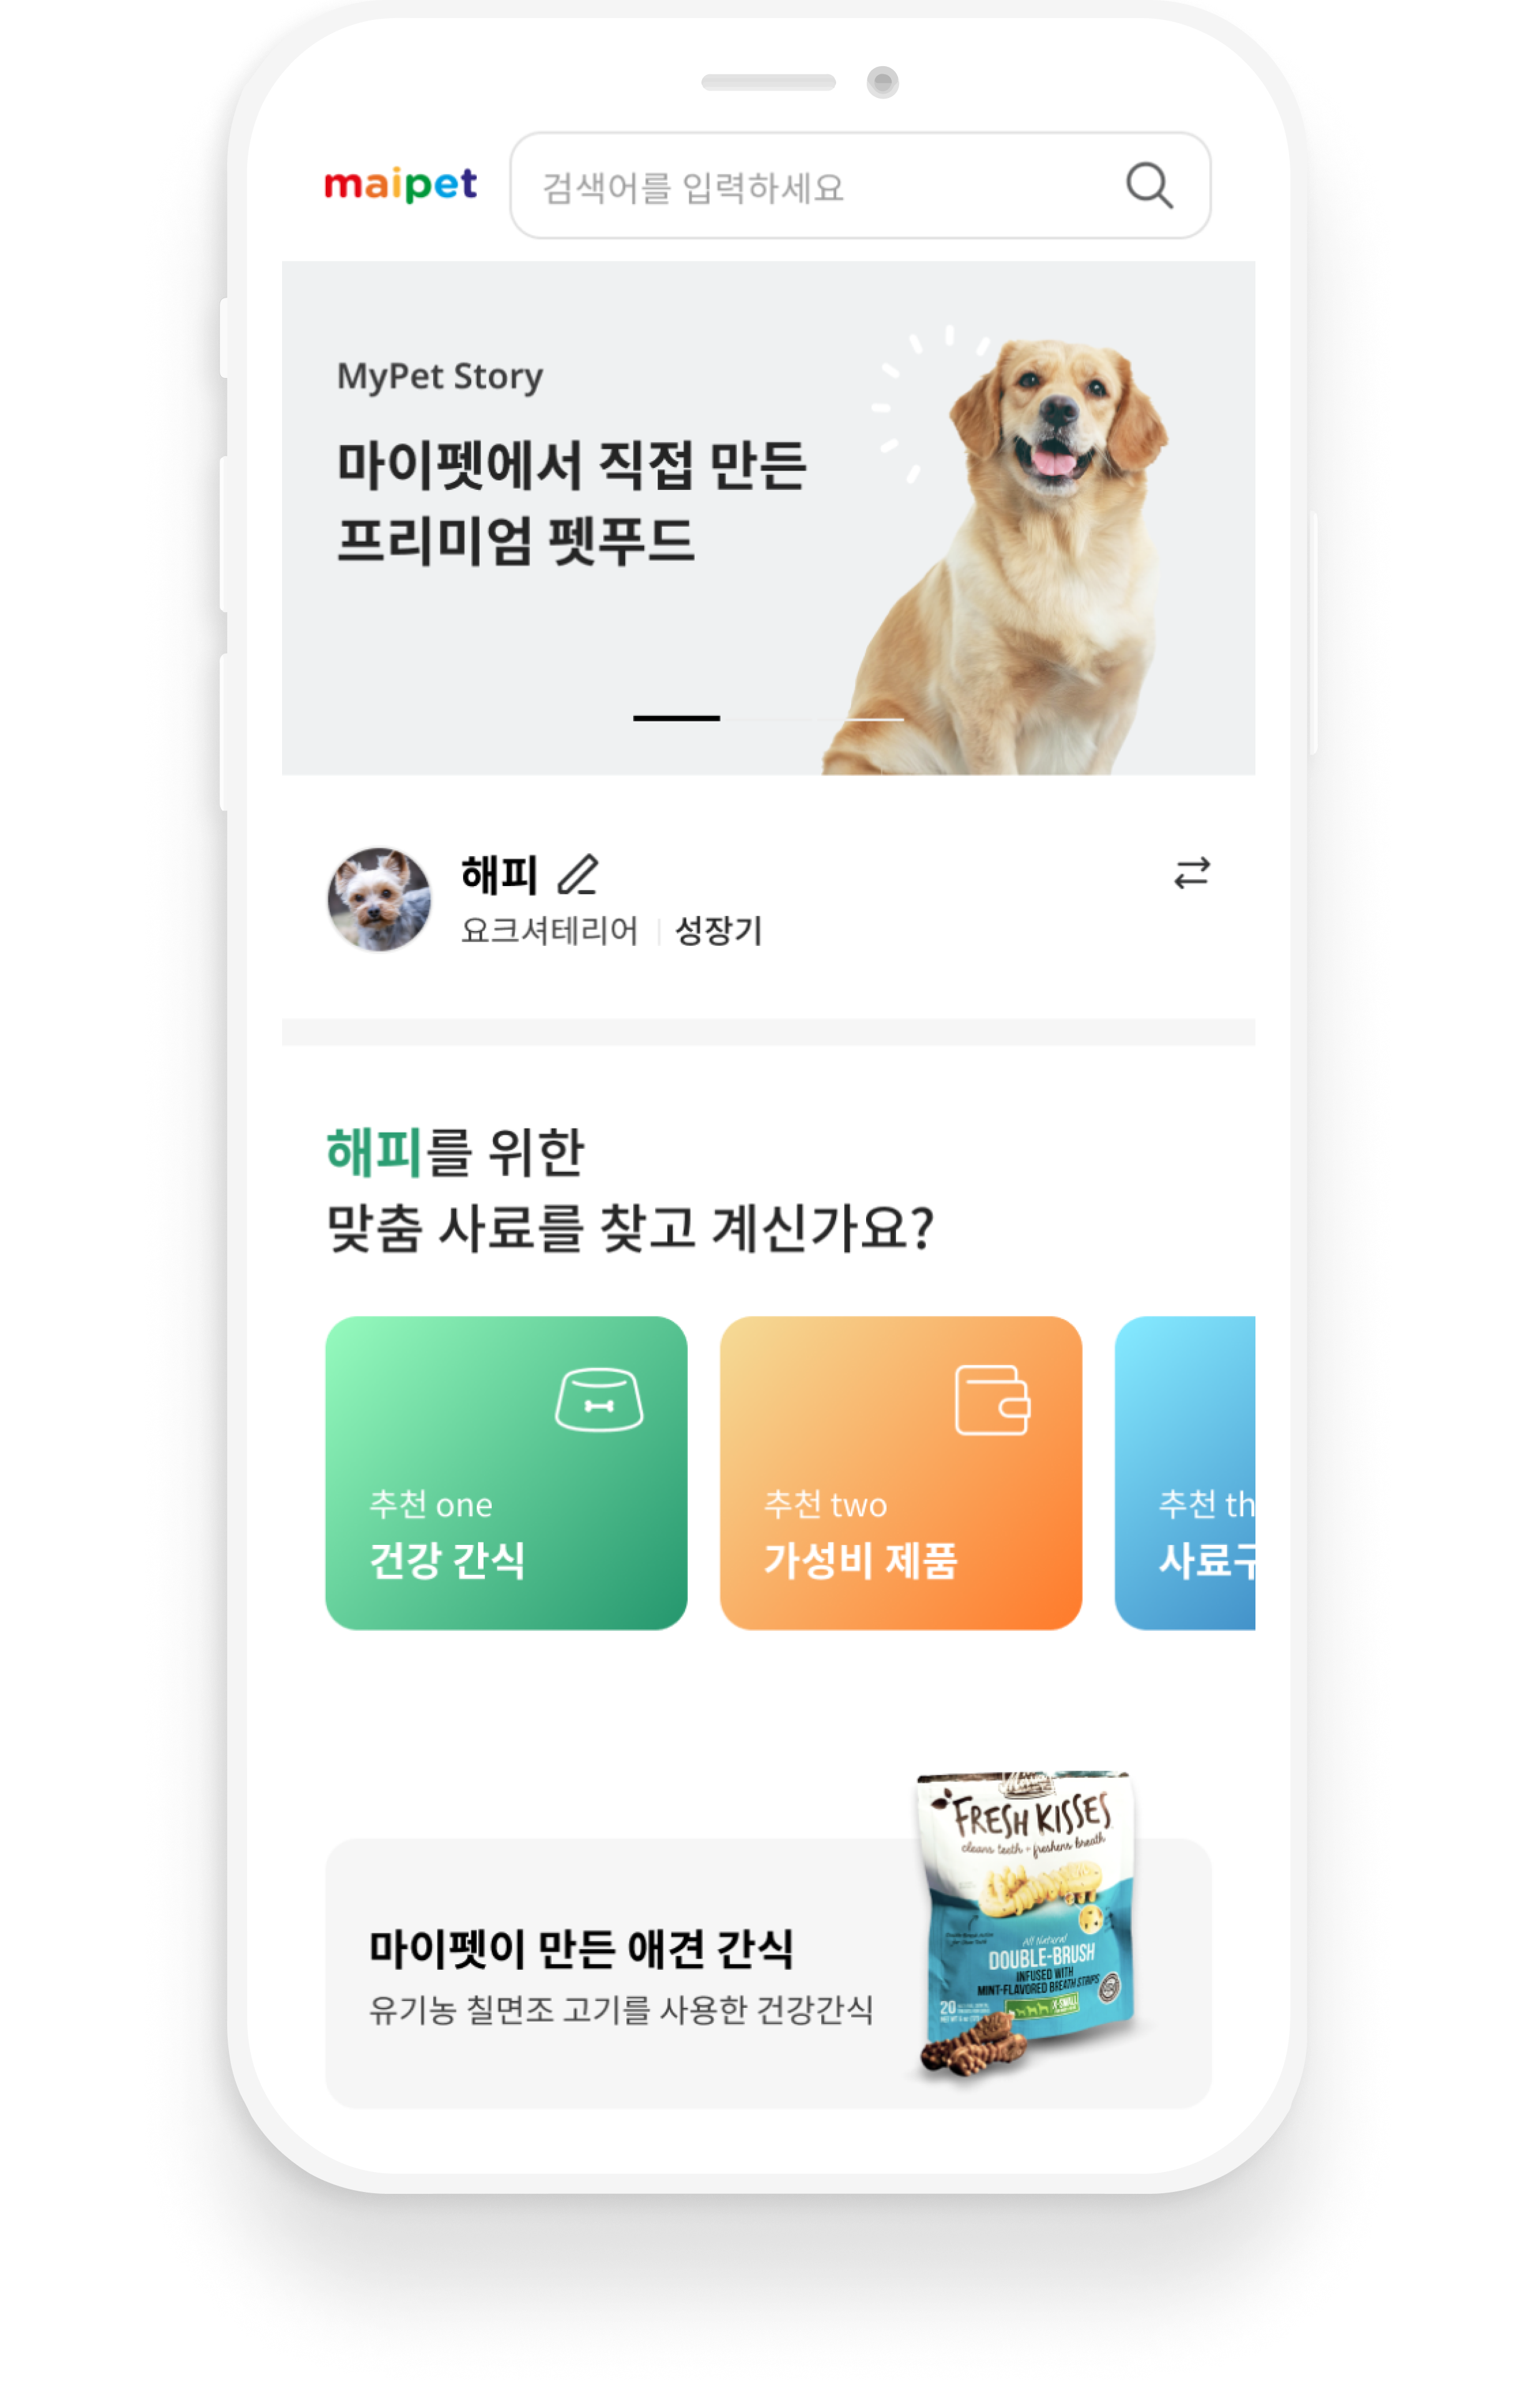 maipet
검색어를 입력하세요
MyPet Story
마이펫에서 직접 만든
프리미엄 펫푸드
해피
요크셔테리어 성장기
해피를 위한
맞춤 사료를 찾고 계신가요?
추천 one
건강 간식
추천 two
가성비 제품
추천 th
사료구
FRESH KISSES
cleans teeth + freshens breath
All Natural
DOUBLE-BRUSH
INFUSED WITH
MINT-FLAVORED BREATH STRIPS
X-SMALL
20
마이펫이 만든 애견 간식
유기농 칠면조 고기를 사용한 건강간식